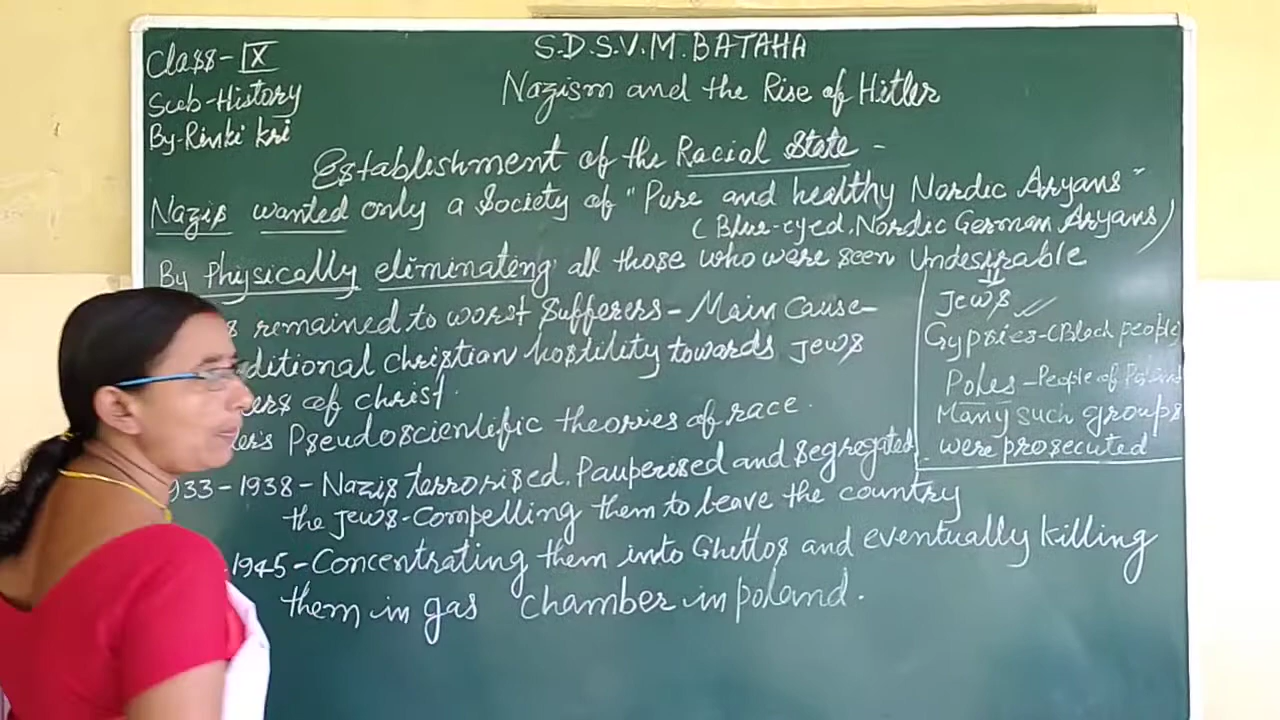 Class-IX
Sub-History
By-Rinki kri
S.D.S.V.M. BATAHA
Nazism and the Rise of Hitler
Establishment of the Racial State -
Nazis wanted only a Society of "Pure and healthy Nordic Aryans"
(Blue-eyed, Nordic German Aryans)
By Physically eliminating all those who were seen Undesirable
remained to worst Sufferers - Main Cause-
ditional christian hostility towards Jews
ers of christ.
er's Pseudoscientific theories of race.
933-1938 - Nazis terrorised. Pauperised and segregated
the Jews - Compelling them to leave the country
1945 - Concentrating them into Ghettos and eventually killing
them in gas chamber in poland.
Jews ✓
Gypsies-(Black people)
Poles - People of Poland
Many such groups
were prosecuted